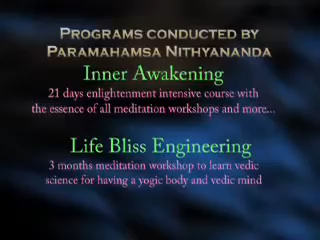 Programs conducted by
Paramahamsa Nithyananda
Inner Awakening
21 days enlightenment intensive course with
the essence of all meditation workshops and more...
Life Bliss Engineering
3 months meditation workshop to learn vedic
science for having a yogic body and vedic mind